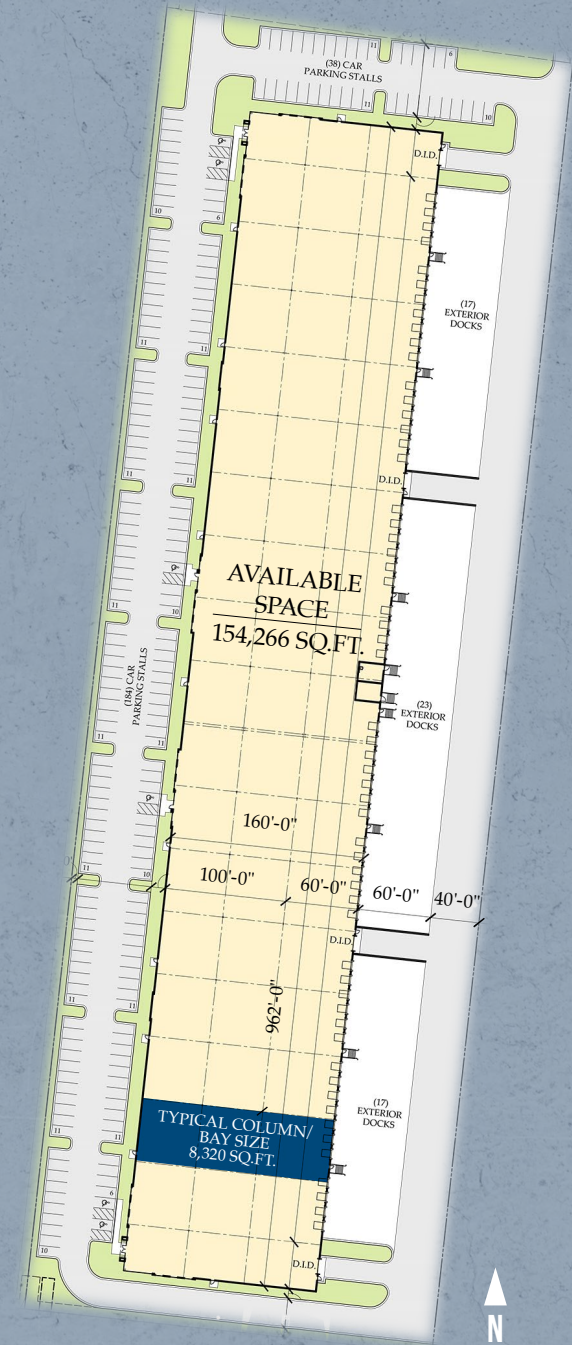 11
6
(38) CAR
PARKING STALLS
11
10
D.I.D.
10
6
(17)
EXTERIOR
DOCKS
11
11
D.I.D.
11
11
AVAILABLE
SPACE
154,266 SQ.FT.
11
10
(184) CAR
PARKING STALLS
(23)
EXTERIOR
DOCKS
11
11
160'-0"
11
10
100'-0"
60'-0"
60'-0"
40'-0"
D.I.D.
962'-0"
11
11
TYPICAL COLUMN/
BAY SIZE
8,320 SQ.FT.
(17)
EXTERIOR
DOCKS
11
11
6
10
D.I.D.
N